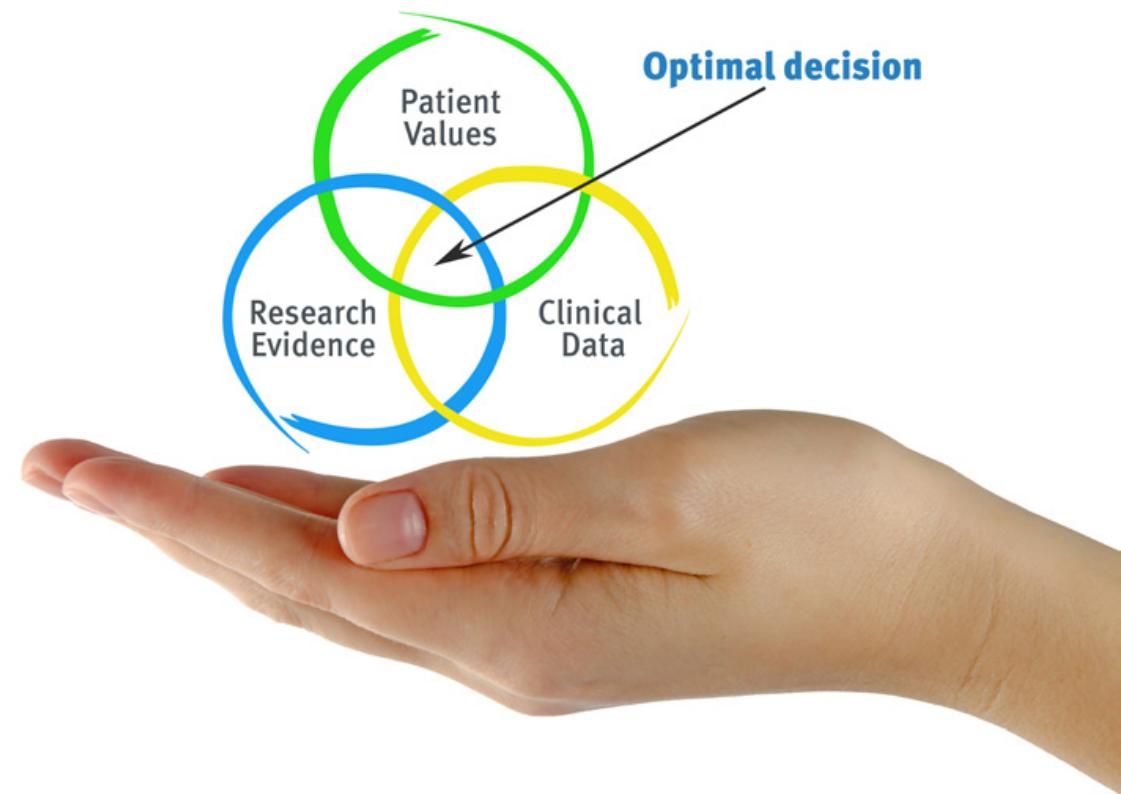 Optimal decision
Patient
Values
Research
Evidence
Clinical
Data